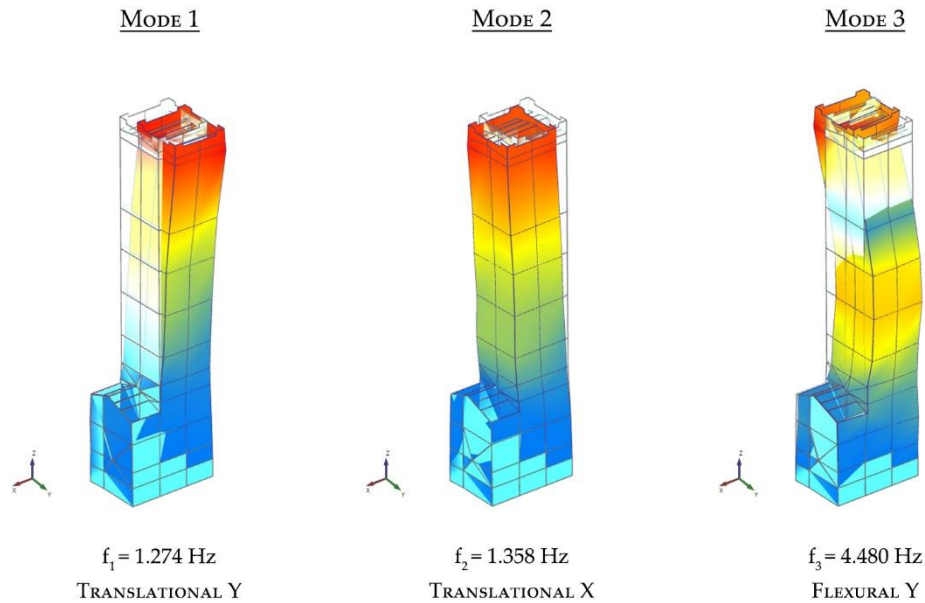 MODE 1
MODE 2
MODE 3
Z
X
Y
Z
X
Y
Z
X
Y
f₁ = 1.274 Hz
TRANSLATIONAL Y
f₂ = 1.358 Hz
TRANSLATIONAL X
f₃ = 4.480 Hz
FLEXURAL Y